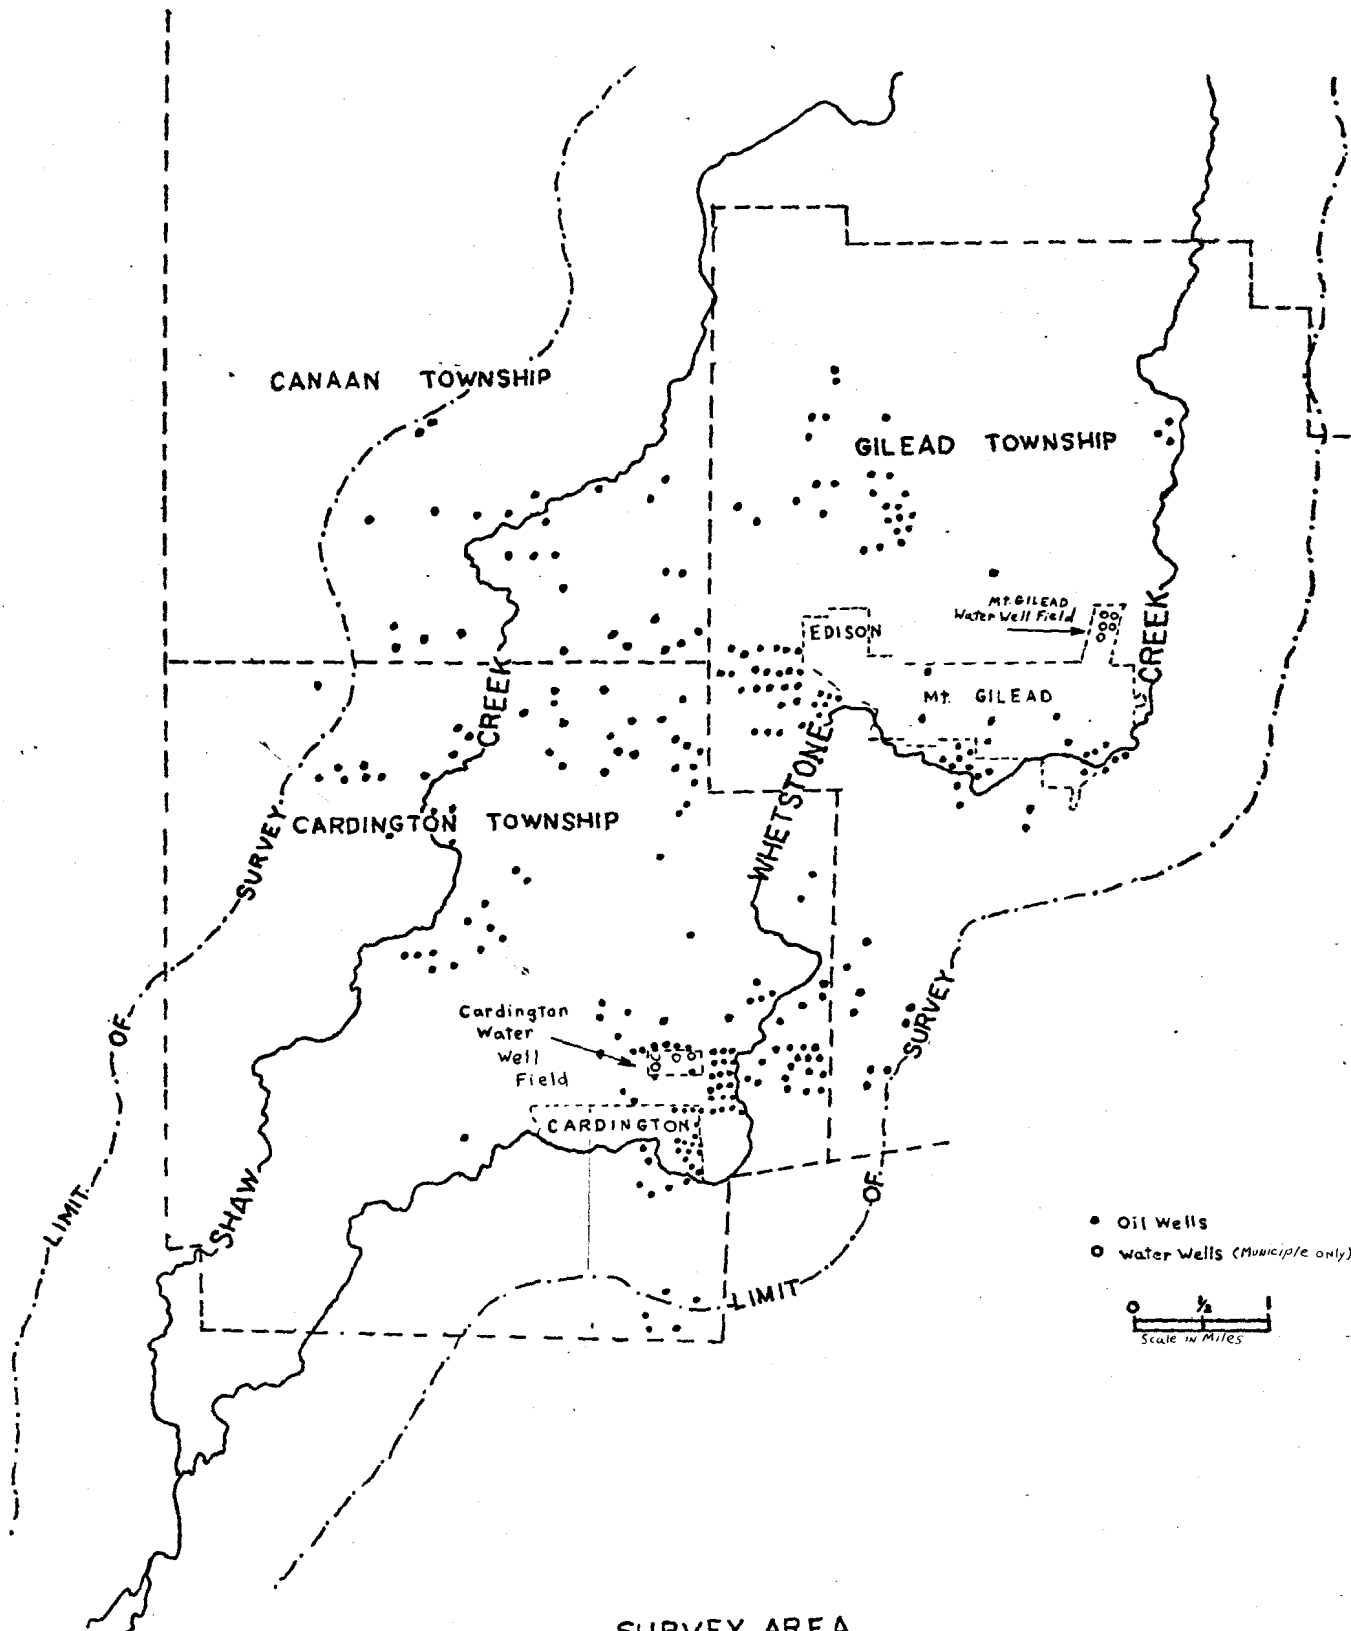 CANAAN TOWNSHIP
GILEAD TOWNSHIP
Mt. GILEAD
Water Well Field
EDISON
CREEK
Mt. GILEAD
CREEK
WHETSTONE
CARDINGTON TOWNSHIP
SURVEY
OF
LIMIT
Cardington
Water
Well
Field
SURVEY
CARDINGTON
OF
SHAW
LIMIT
Oil Wells
Water Wells (Municiple only)
0 ½ 1
Scale in Miles
SURVEY AREA